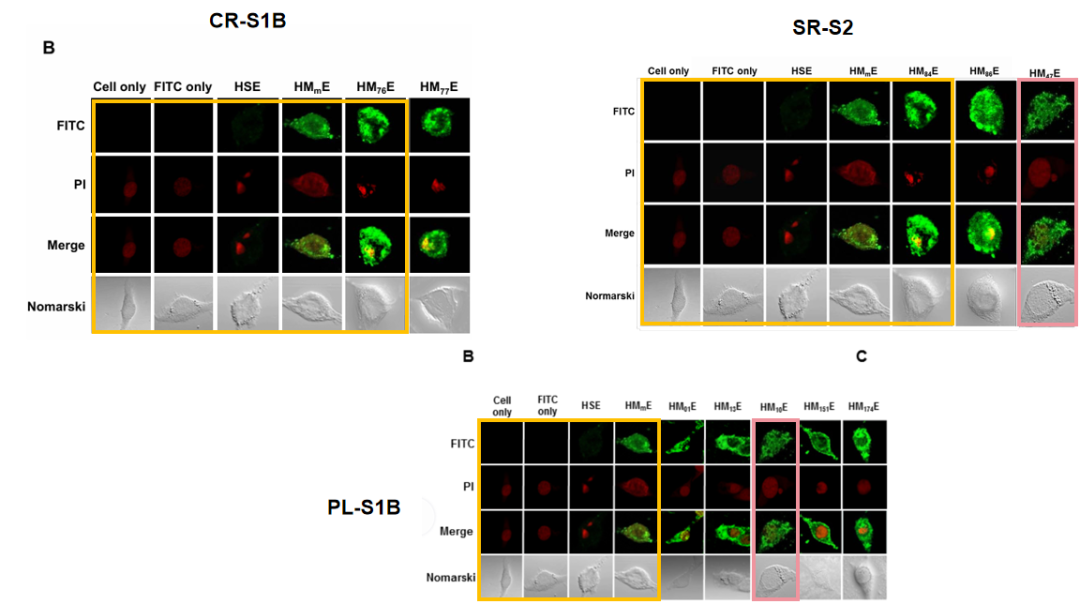 CR-S1B
B
Cell only FITC only HSE HMmE HM76E HM77E
FITC
PI
Merge
Nomarski
SR-S2
Cell only FITC only HSE HMmE HM84E HM86E HM47E
FITC
PI
Merge
Normarski
PL-S1B
B
C
Cell only FITC only HSE HMmE HM81E HM13E HM10E HM151E HM174E
FITC
PI
Merge
Nomarski